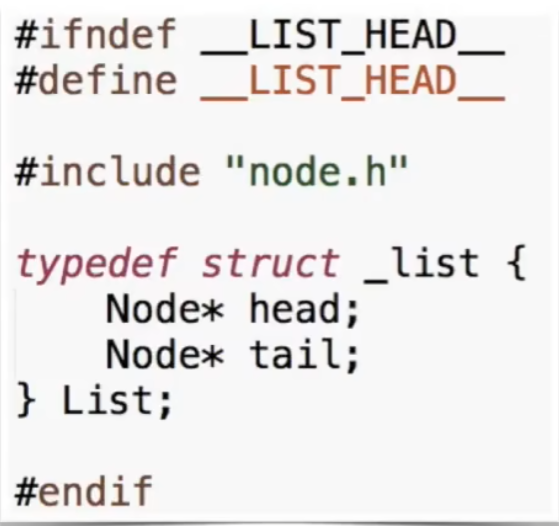 #ifndef __LIST_HEAD__
#define __LIST_HEAD__
#include "node.h"
typedef struct _list {
    Node* head;
    Node* tail;
} List;
#endif